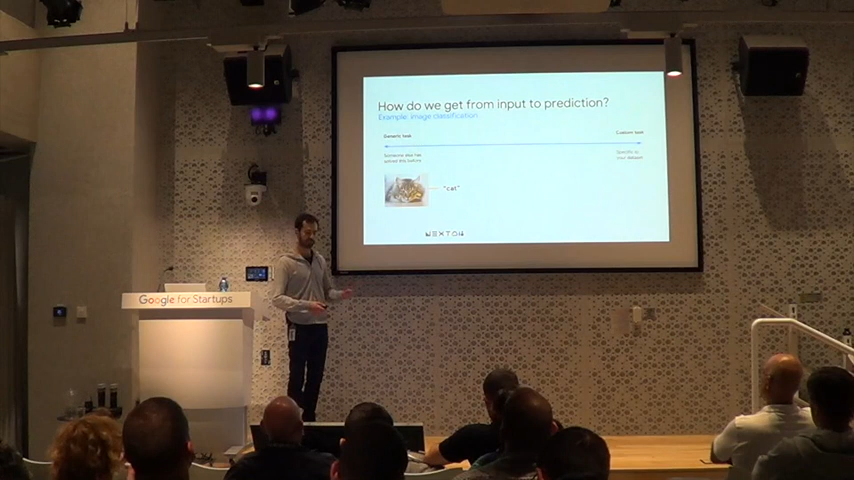 How do we get from input to prediction?
Example: image classification
Generic task
Custom task
Someone else has
solved this before
Specific to
your dataset
"cat"
NEXTON
Google for Startups